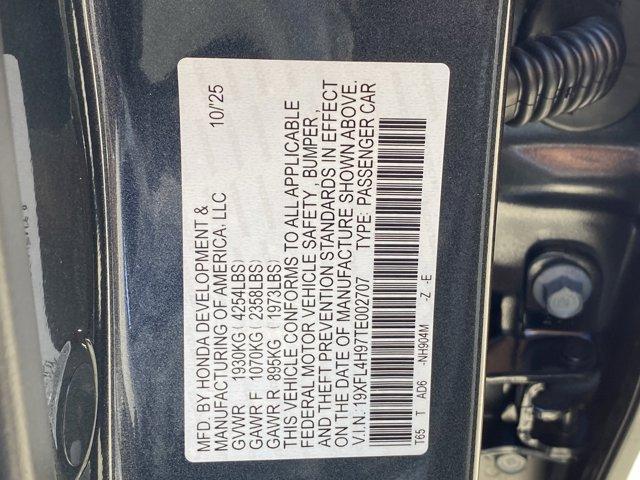 MFD. BY HONDA DEVELOPMENT &
MANUFACTURING OF AMERICA, LLC 10/'25
GVWR 1930KG ( 4254LBS)
GAWR F 1070KG ( 2358LBS)
GAWR R 895KG ( 1973LBS)
THIS VEHICLE CONFORMS TO ALL APPLICABLE
FEDERAL MOTOR VEHICLE SAFETY , BUMPER ,
AND THEFT PREVENTION STANDARDS IN EFFECT
ON THE DATE OF MANUFACTURE SHOWN ABOVE.
V.I.N: 19XFL4H97TE002707 TYPE: PASSENGER CAR
T65 T AD6 -NH904M -Z -E